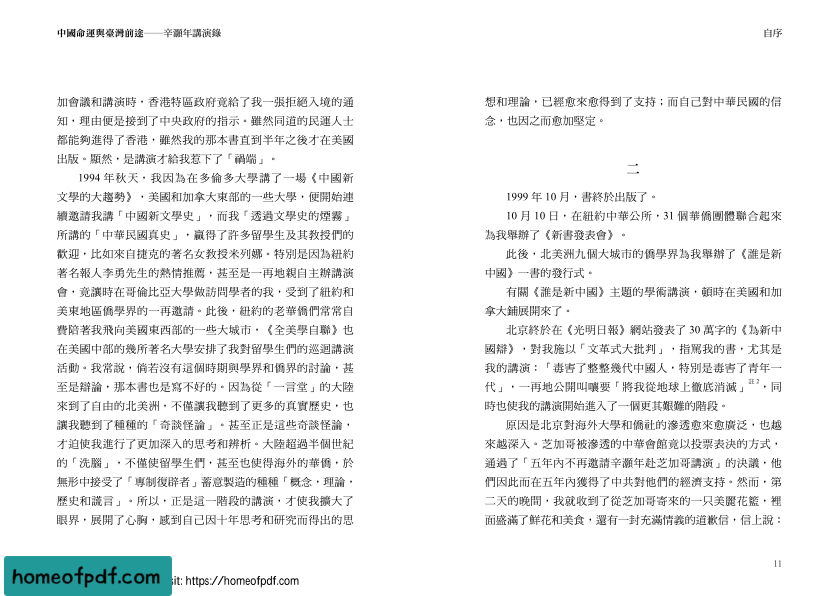 中國命運與臺灣前途——辛灝年講演錄
加會議和講演時，香港特區政府竟給了我一張拒絕入境的通
知，理由便是接到了中央政府的指示。雖然同道的民運人士
都能夠進得了香港，雖然我的那本書直到半年之後才在美國
出版。顯然，是講演才給我惹下了「禍端」。
1994 年秋天，我因為在多倫多大學講了一場《中國新
文學的大趨勢》，美國和加拿大東部的一些大學，便開始連
續邀請我講「中國新文學史」，而我「透過文學史的煙霧」
所講的「中華民國真史」，贏得了許多留學生及其教授們的
歡迎，比如來自捷克的著名女教授米列娜。特別是因為紐約
著名報人李勇先生的熱情推薦，甚至是一再地親自主辦講演
會，竟讓時在哥倫比亞大學做訪問學者的我，受到了紐約和
美東地區僑學界的一再邀請。此後，紐約的老華僑們常常自
費陪著我飛向美國東西部的一些大城市，《全美學自聯》也
在美國中部的幾所著名大學安排了我對留學生們的巡迴講演
活動。我常說，倘若沒有這個時期與學界和僑界的討論，甚
至是辯論，那本書也是寫不好的。因為從「一言堂」的大陸
來到了自由的北美洲，不僅讓我聽到了更多的真實歷史，也
讓我聽到了種種的「奇談怪論」。甚至正是這些奇談怪論，
才迫使我進行了更加深入的思考和辨析。大陸超過半個世紀
的「洗腦」，不僅使留學生們，甚至也使得海外的華僑，於
無形中接受了「專制復辟者」蓄意製造的種種「概念，理論，
歷史和謊言」。所以，正是這一階段的講演，才使我擴大了
眼界，展開了心胸，感到自己因十年思考和研究而得出的思
自序
想和理論，已經愈來愈得到了支持；而自己對中華民國的信
念，也因之而愈加堅定。
二
1999 年 10 月，書終於出版了。
10 月 10 日，在紐約中華公所，31 個華僑團體聯合起來
為我舉辦了《新書發表會》。
此後，北美洲九個大城市的僑學界為我舉辦了《誰是新
中國》一書的發行式。
有關《誰是新中國》主題的學術講演，頓時在美國和加
拿大鋪展開來了。
北京終於在《光明日報》網站發表了 30 萬字的《為新中
國辯》，對我施以「文革式大批判」，指罵我的書，尤其是
我的講演：「毒害了整整幾代中國人，特別是毒害了青年一
代」，一再地公開叫嚷要「將我從地球上徹底消滅」註 2，同
時也使我的講演開始進入了一個更其艱難的階段。
原因是北京對海外大學和僑社的滲透愈來愈廣泛，也越
來越深入。芝加哥被滲透的中華會館竟以投票表決的方式，
通過了「五年內不再邀請辛灝年赴芝加哥講演」的決議，他
們因此而在五年內獲得了中共對他們的經濟支持。然而，第
二天的晚間，我就收到了從芝加哥寄來的一只美麗花籃，裡
面盛滿了鮮花和美食，還有一封充滿情義的道歉信，信上說：
11
homeofpdf.com
sit: https://homeofpdf.com